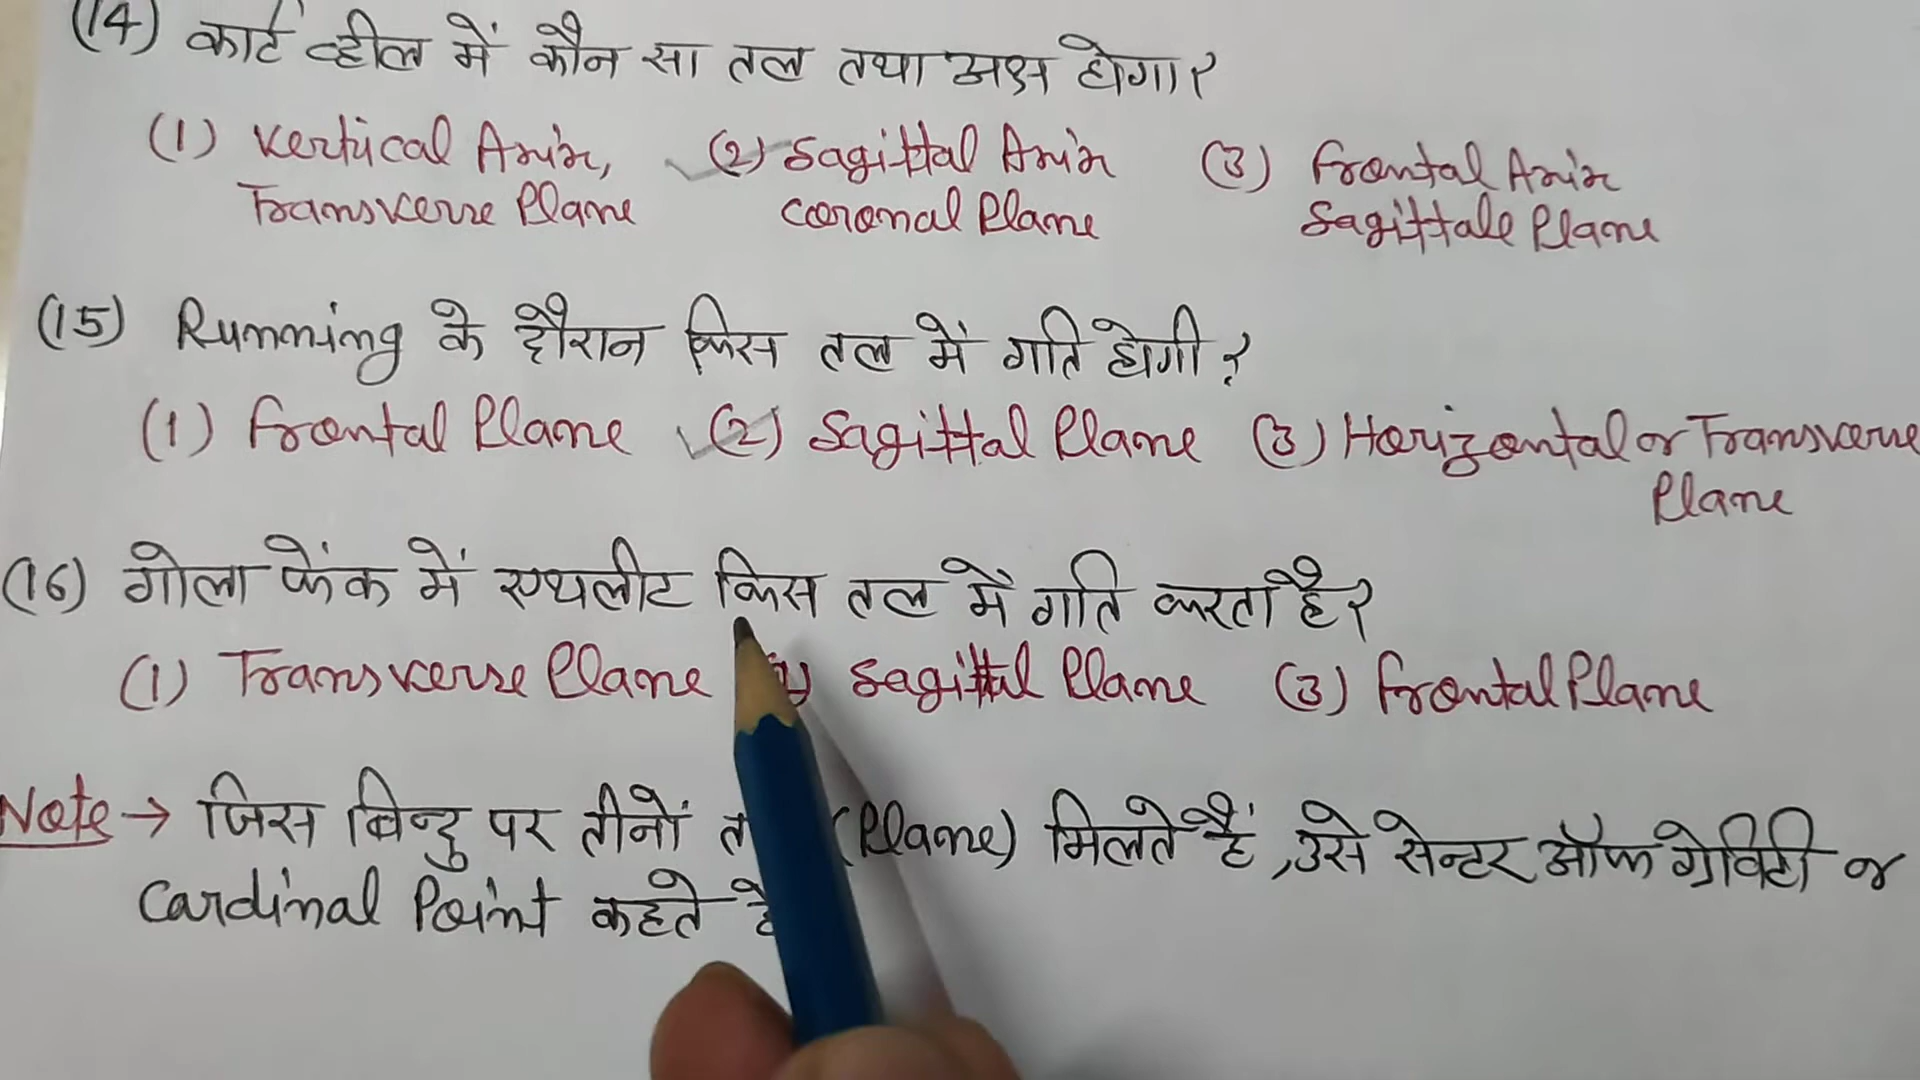 (14) कार्ट व्हील में कौन सा तल तथा अक्ष होगा?
(1) Vertical Axis, (2) Sagittal Axis (3) Frontal Axis
Transverse Plane Coronal Plane Sagittale Plane
(15) Running के दौरान किस तल में गति होगी?
(1) Frontal Plane (2) Sagittal Plane (3) Horizontal or Transverse
Plane
(16) गोला फेंक में एथलीट किस तल में गति करता है?
(1) Transverse Plane Sagittl Plane (3) Frontal Plane
Note → जिस बिन्दु पर तीनों (Plane) मिलते हैं, उसे सेन्टर ऑफ ग्रेविटी or
Cardinal Point कहते